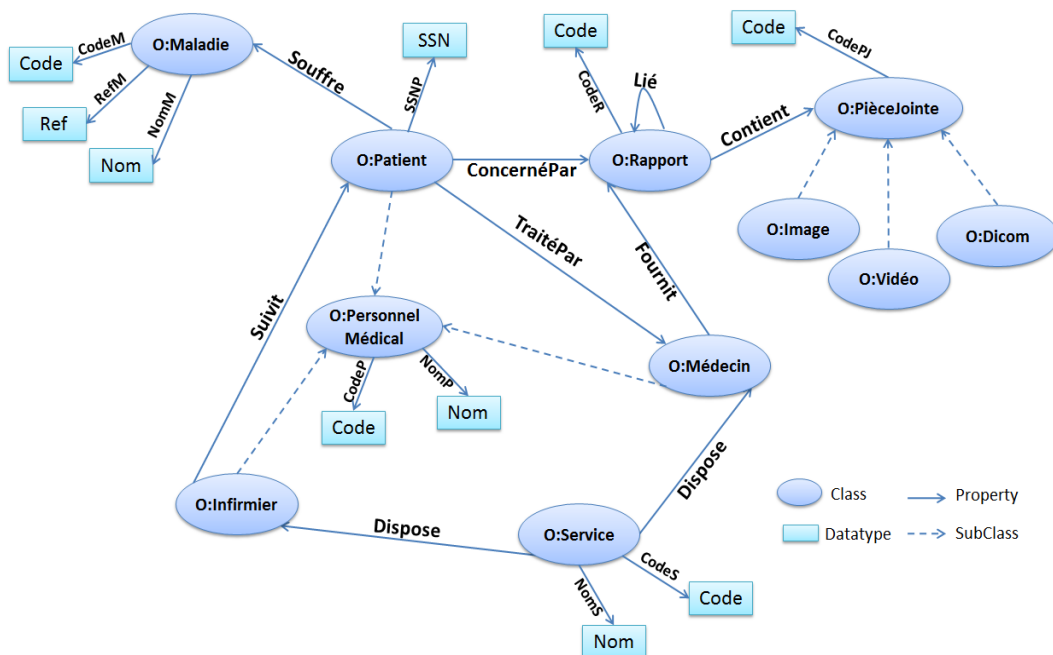 O:Maladie
CodeM
Code
RefM
Ref
NomM
Nom
Souffre
SSN
SSNP
O:Patient
Code
CodeR
Lié
O:Rapport
ConcernéPar
Contient
Code
CodePJ
O:PièceJointe
O:Image
O:Vidéo
O:Dicom
TraitéPar
Fournit
Suivit
O:Personnel
Médical
CodeP
Code
NomP
Nom
O:Médecin
O:Infirmier
Dispose
Dispose
O:Service
CodeS
Code
NomS
Nom
Class
Property
Datatype
SubClass